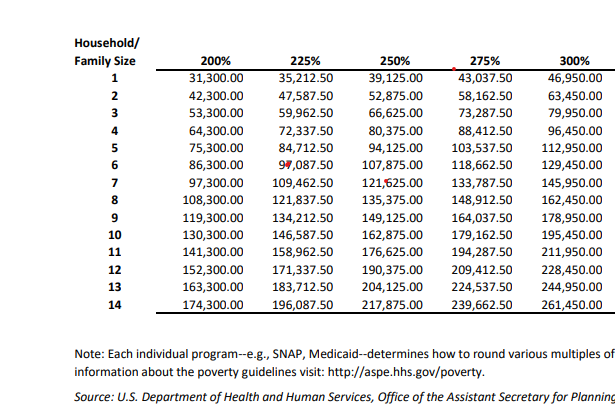 Household/
Family Size 200% 225% 250% 275% 300%
1 31,300.00 35,212.50 39,125.00 43,037.50 46,950.00
2 42,300.00 47,587.50 52,875.00 58,162.50 63,450.00
3 53,300.00 59,962.50 66,625.00 73,287.50 79,950.00
4 64,300.00 72,337.50 80,375.00 88,412.50 96,450.00
5 75,300.00 84,712.50 94,125.00 103,537.50 112,950.00
6 86,300.00 97,087.50 107,875.00 118,662.50 129,450.00
7 97,300.00 109,462.50 121,625.00 133,787.50 145,950.00
8 108,300.00 121,837.50 135,375.00 148,912.50 162,450.00
9 119,300.00 134,212.50 149,125.00 164,037.50 178,950.00
10 130,300.00 146,587.50 162,875.00 179,162.50 195,450.00
11 141,300.00 158,962.50 176,625.00 194,287.50 211,950.00
12 152,300.00 171,337.50 190,375.00 209,412.50 228,450.00
13 163,300.00 183,712.50 204,125.00 224,537.50 244,950.00
14 174,300.00 196,087.50 217,875.00 239,662.50 261,450.00
Note: Each individual program--e.g., SNAP, Medicaid--determines how to round various multiples of
information about the poverty guidelines visit: http://aspe.hhs.gov/poverty.
Source: U.S. Department of Health and Human Services, Office of the Assistant Secretary for Planning